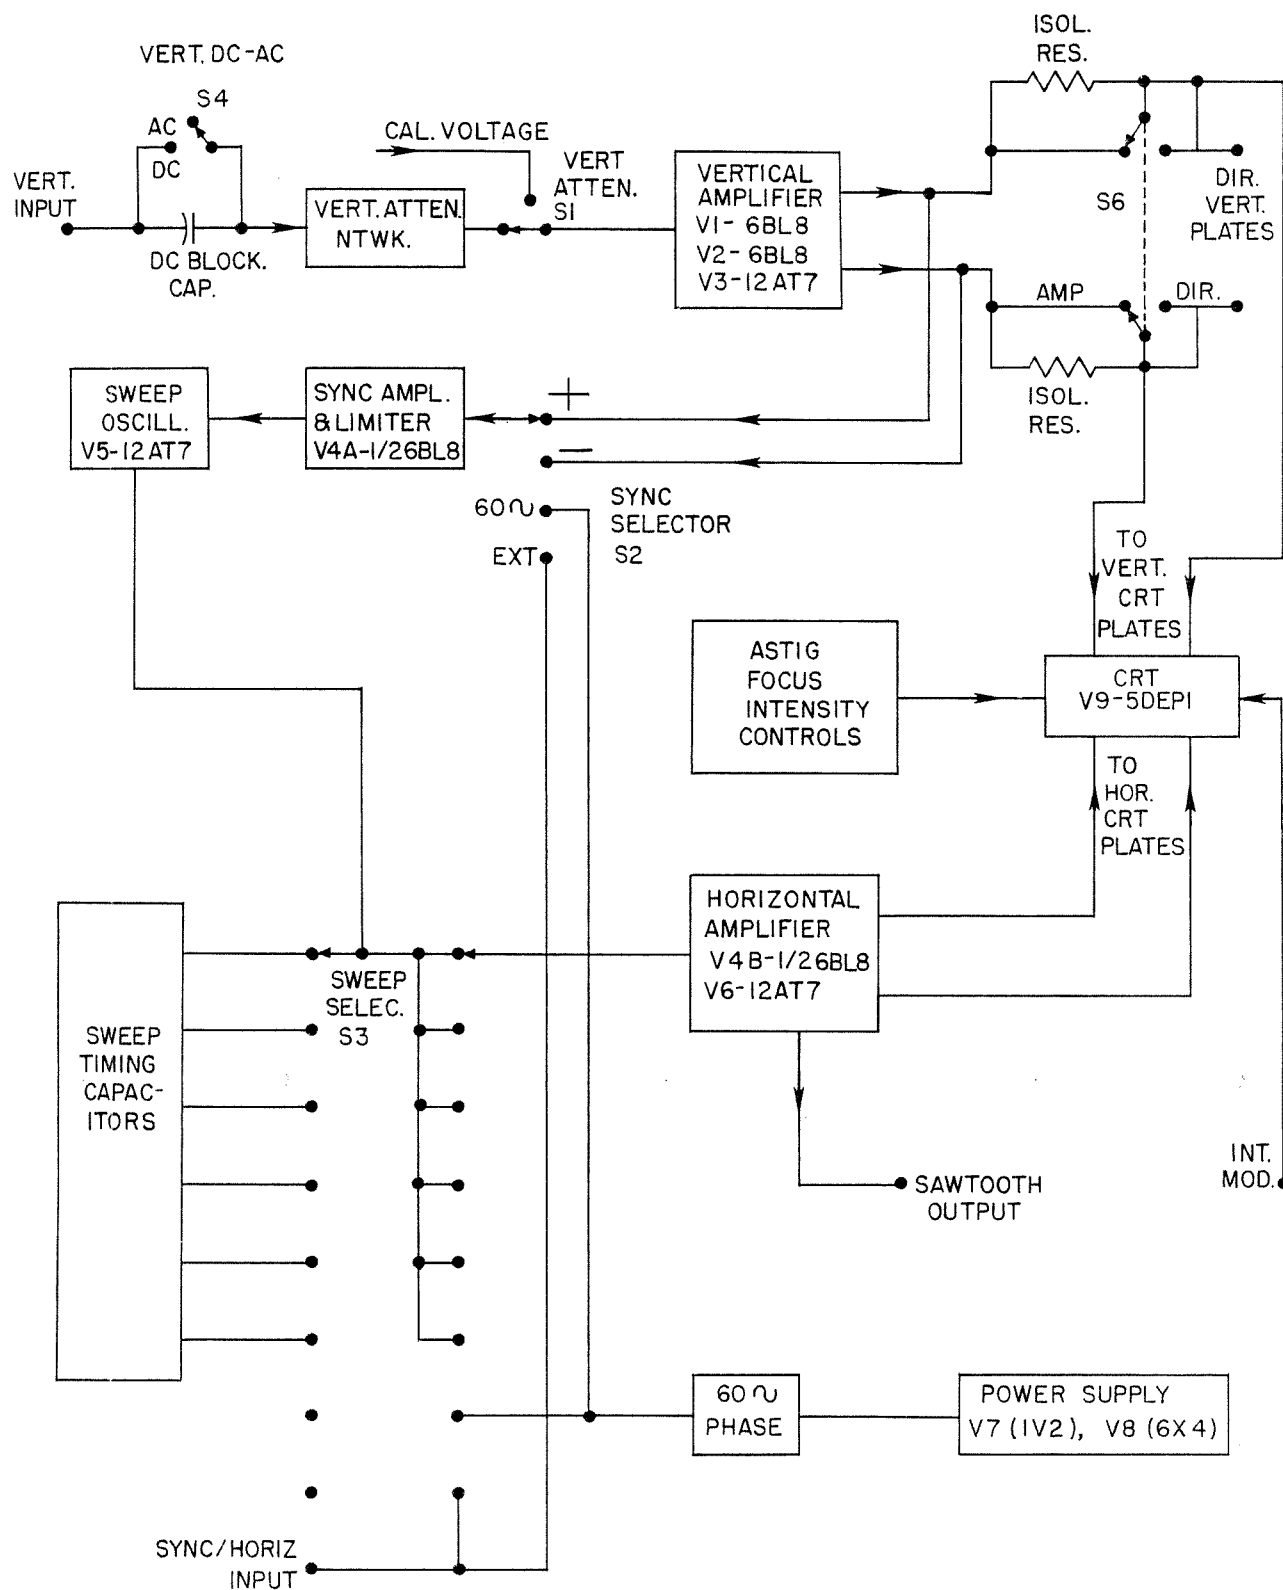 ISOL.
RES.
VERT. DC-AC
S4
AC
DC
CAL. VOLTAGE
VERT
ATTEN.
S1
VERT.
INPUT
VERT. ATTEN.
NTWK.
DC BLOCK.
CAP.
VERTICAL
AMPLIFIER
V1- 6BL8
V2-6BL8
V3-12AT7
S6
DIR.
VERT.
PLATES
AMP
DIR.
ISOL.
RES.
SWEEP
OSCILL.
V5-12AT7
SYNC AMPL.
& LIMITER
V4A-1/26BL8
+
−
60∿
EXT
SYNC
SELECTOR
S2
TO
VERT.
CRT
PLATES
ASTIG
FOCUS
INTENSITY
CONTROLS
CRT
V9-5DEP1
TO
HOR.
CRT
PLATES
HORIZONTAL
AMPLIFIER
V4B-1/26BL8
V6-12AT7
SWEEP
SELEC.
S3
SWEEP
TIMING
CAPAC-
ITORS
INT.
MOD.
SAWTOOTH
OUTPUT
60∿
PHASE
POWER SUPPLY
V7 (1V2), V8 (6X4)
SYNC/HORIZ
INPUT